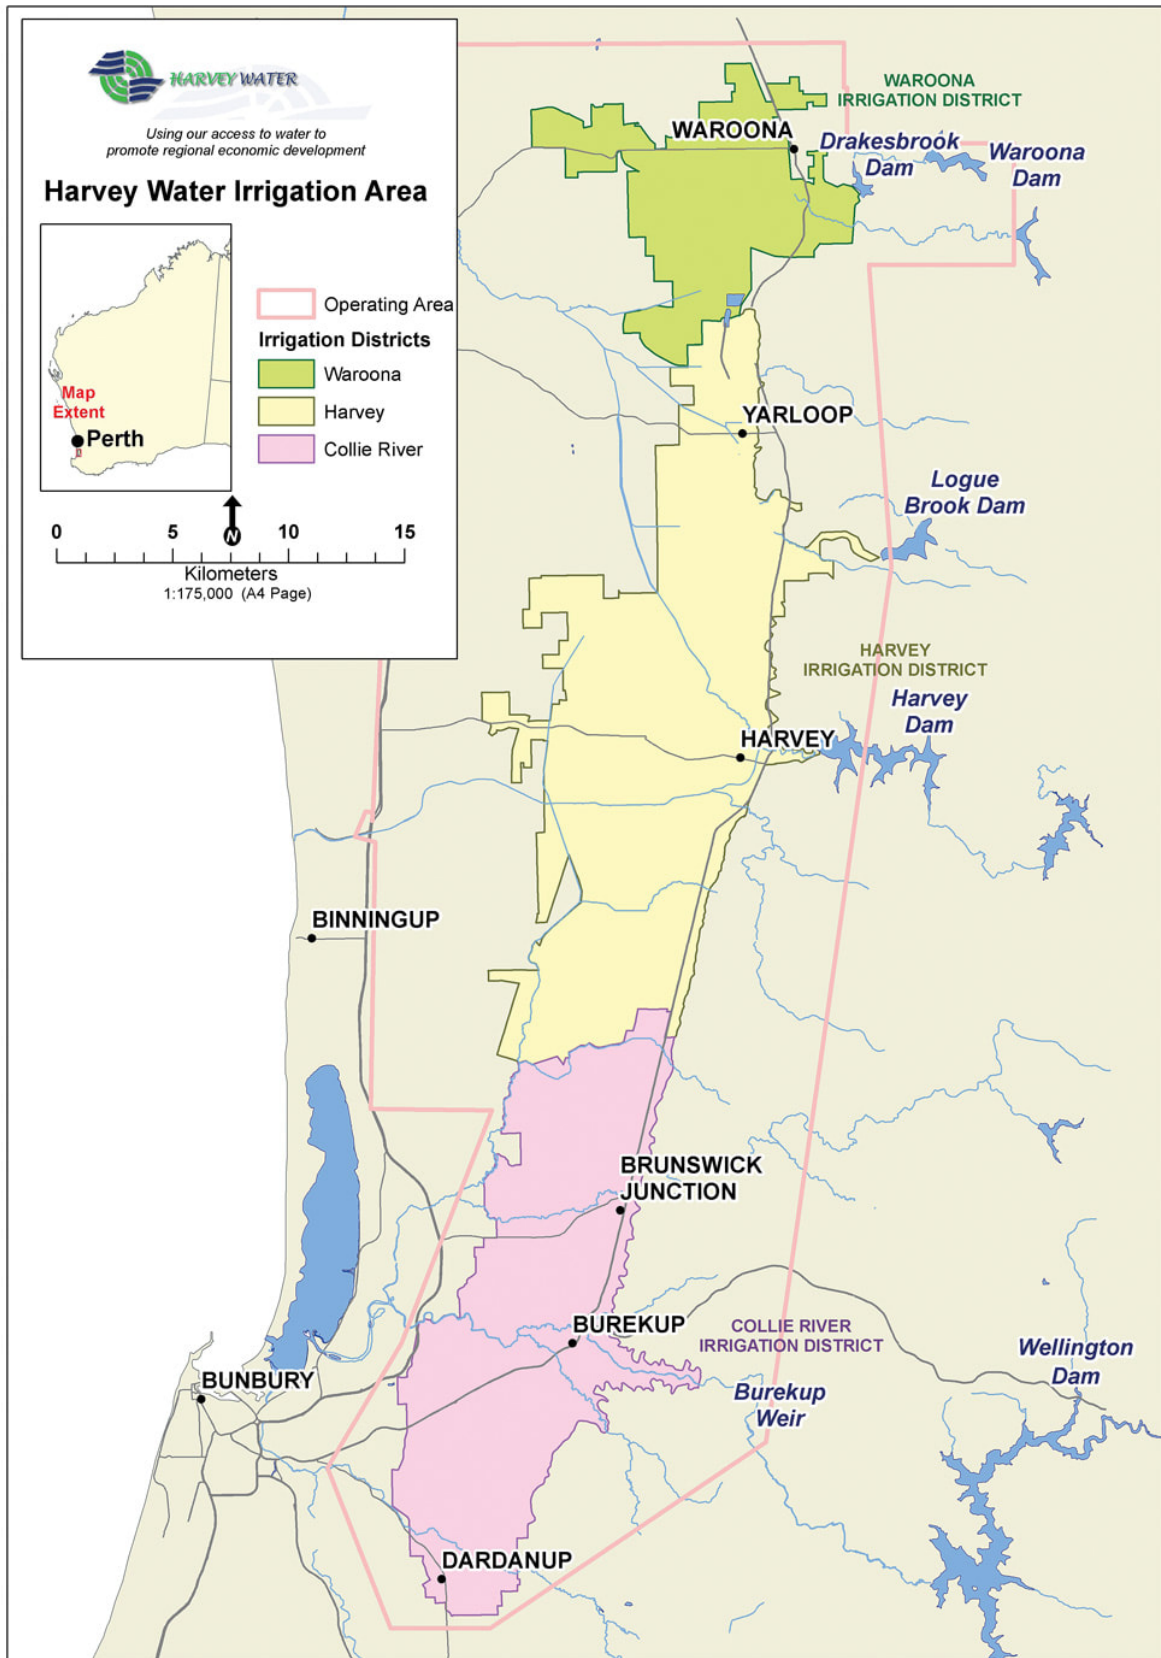 HARVEY WATER
Using our access to water to
promote regional economic development
Harvey Water Irrigation Area
Map
Extent
Perth
Operating Area
Irrigation Districts
Waroona
Harvey
Collie River
N
0 5 10 15
Kilometers
1:175,000 (A4 Page)
WAROONA
IRRIGATION DISTRICT
WAROONA
Drakesbrook
Dam
Waroona
Dam
YARLOOP
Logue
Brook Dam
HARVEY
IRRIGATION DISTRICT
Harvey
Dam
HARVEY
BINNINGUP
BRUNSWICK
JUNCTION
BUREKUP
COLLIE RIVER
IRRIGATION DISTRICT
Wellington
Dam
BUNBURY
Burekup
Weir
DARDANUP